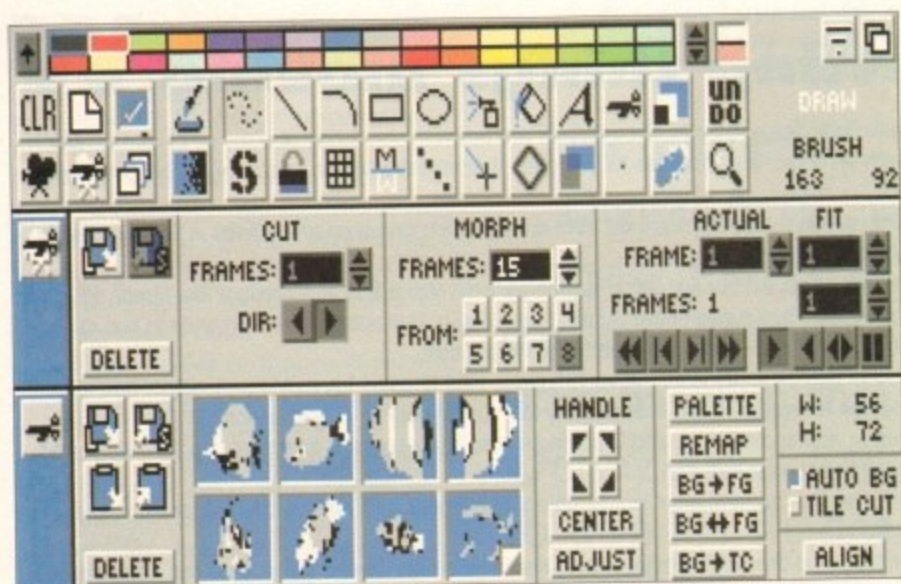 CLR UN DO DRAW
$ M W BRUSH
163 92
CUT MORPH ACTUAL FIT
FRAMES: 1 FRAMES: 15 FRAME: 1 1
DIR: FROM: 1 2 3 4 FRAMES: 1 1
5 6 7 8
DELETE
HANDLE PALETTE W: 56
REMAP H: 72
BG→FG AUTO BG
CENTER BG↔FG TILE CUT
DELETE ADJUST BG→TC ALIGN